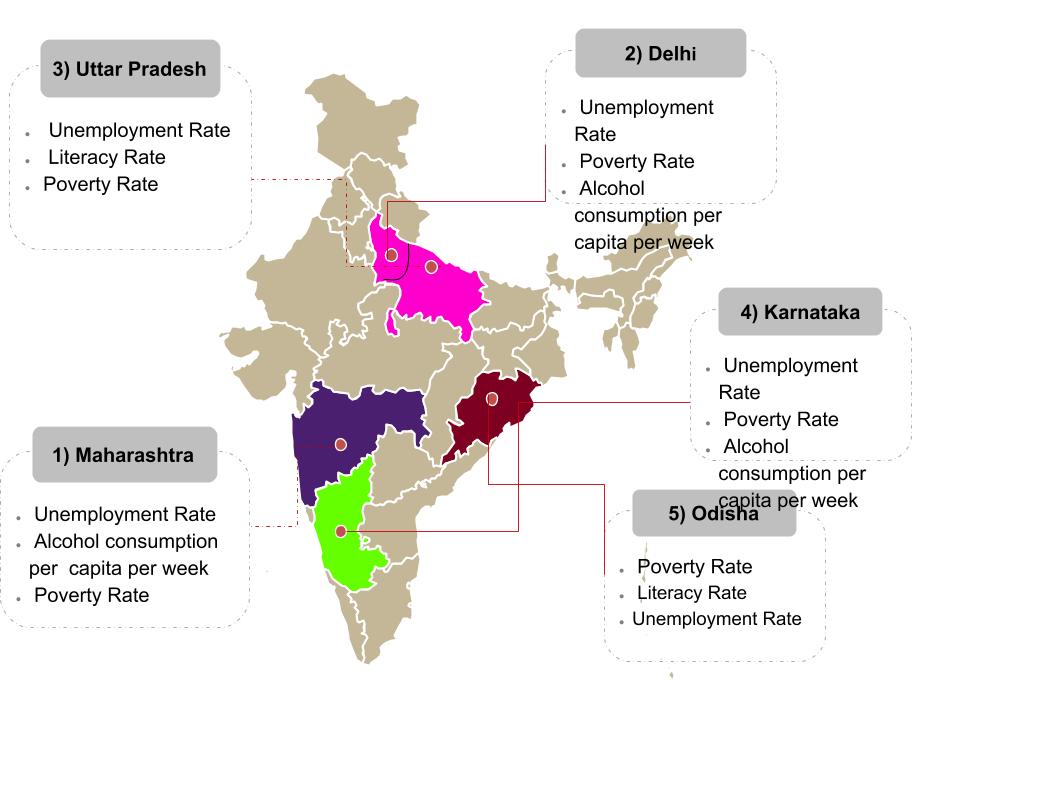 3) Uttar Pradesh
• Unemployment Rate
• Literacy Rate
• Poverty Rate
2) Delhi
• Unemployment
Rate
• Poverty Rate
• Alcohol
consumption per
capita per week
4) Karnataka
• Unemployment
Rate
• Poverty Rate
• Alcohol
consumption per
capita per week
1) Maharashtra
• Unemployment Rate
• Alcohol consumption
per capita per week
• Poverty Rate
5) Odisha
• Poverty Rate
• Literacy Rate
• Unemployment Rate